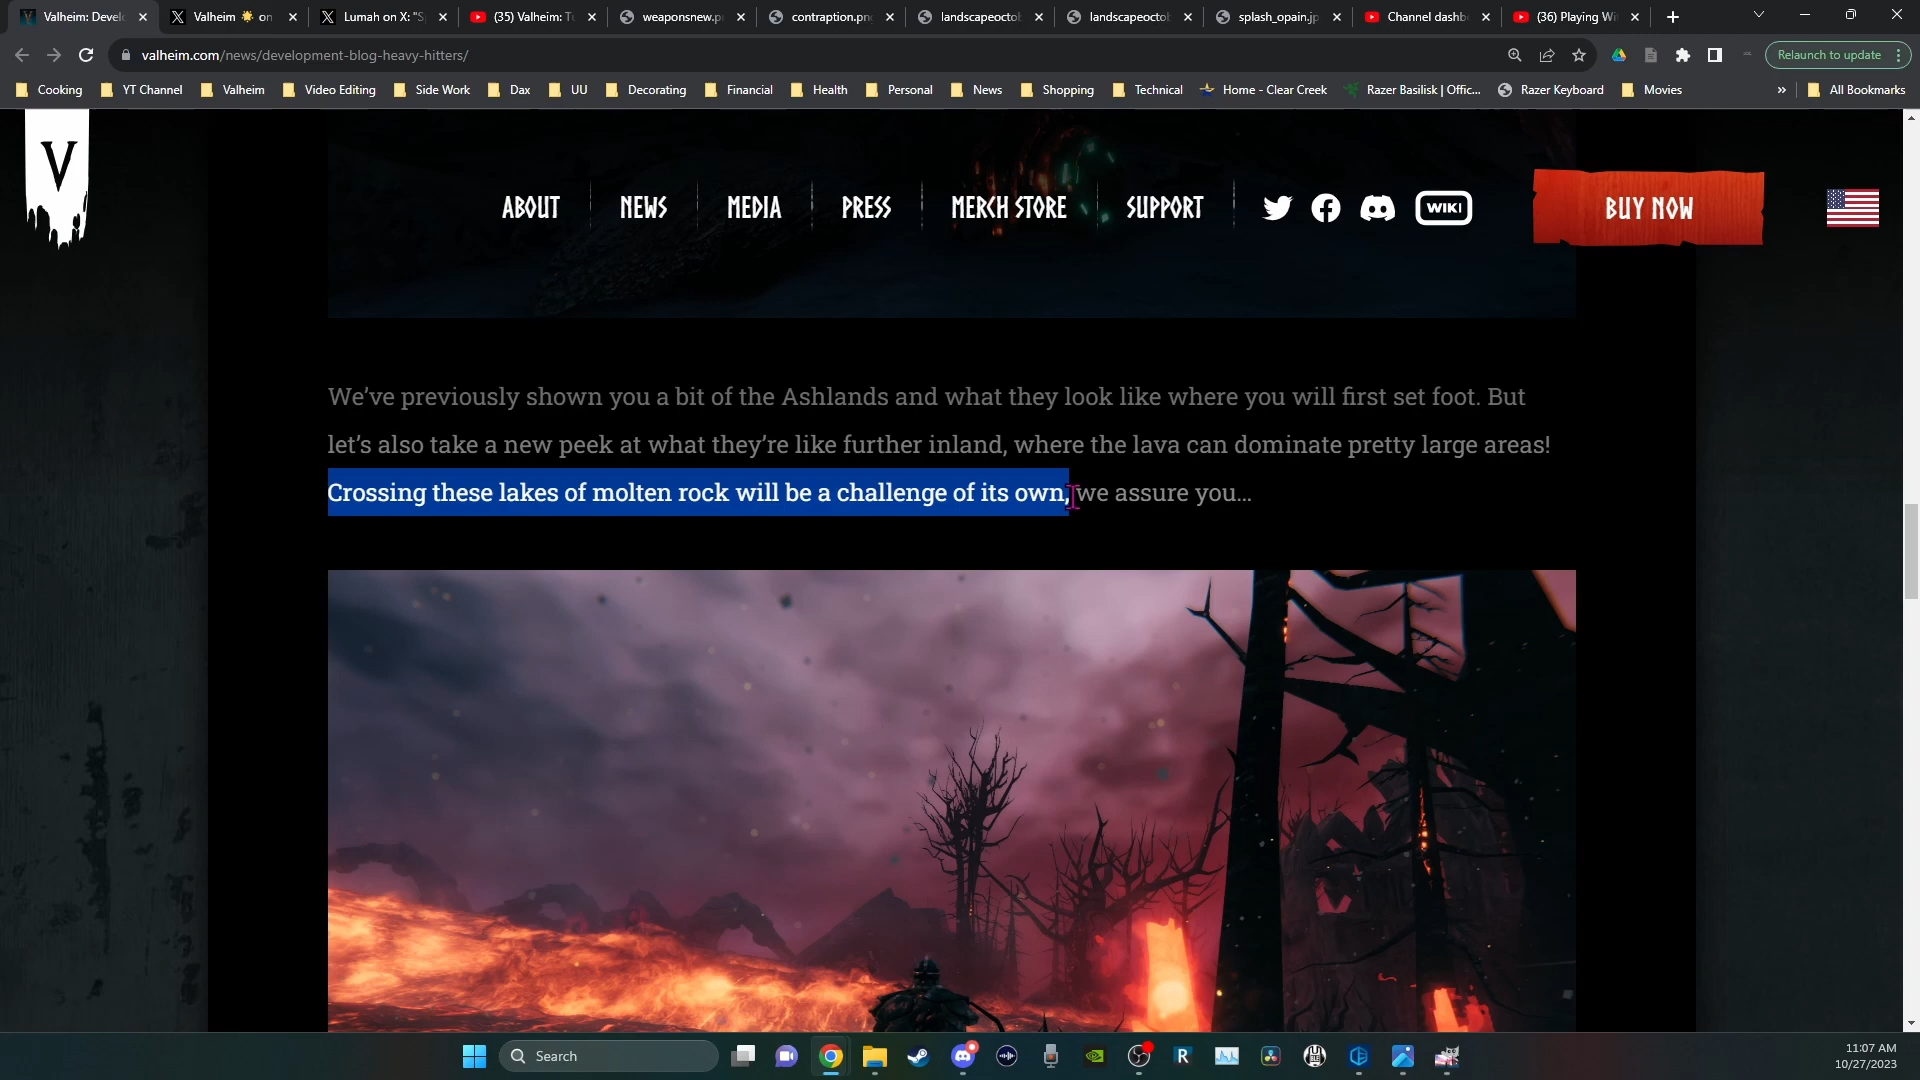 Valheim: Develo
Valheim ☀ on
Lumah on X: "S
(35) Valheim: Tu
weaponsnew.p
contraption.pn
landscapeoctol
landscapeoctol
splash_opain.jp
Channel dashb
(36) Playing Wi
valheim.com/news/development-blog-heavy-hitters/
Relaunch to update
Cooking
YT Channel
Valheim
Video Editing
Side Work
Dax
UU
Decorating
Financial
Health
Personal
News
Shopping
Technical
Home - Clear Creek
Razer Basilisk | Offic...
Razer Keyboard
Movies
»
All Bookmarks
V
ABOUT
NEWS
MEDIA
PRESS
MERCH STORE
SUPPORT
WIKI
BUY NOW
We’ve previously shown you a bit of the Ashlands and what they look like where you will first set foot. But
let’s also take a new peek at what they’re like further inland, where the lava can dominate pretty large areas!
Crossing these lakes of molten rock will be a challenge of its own, we assure you…
Search
R
11:07 AM
10/27/2023